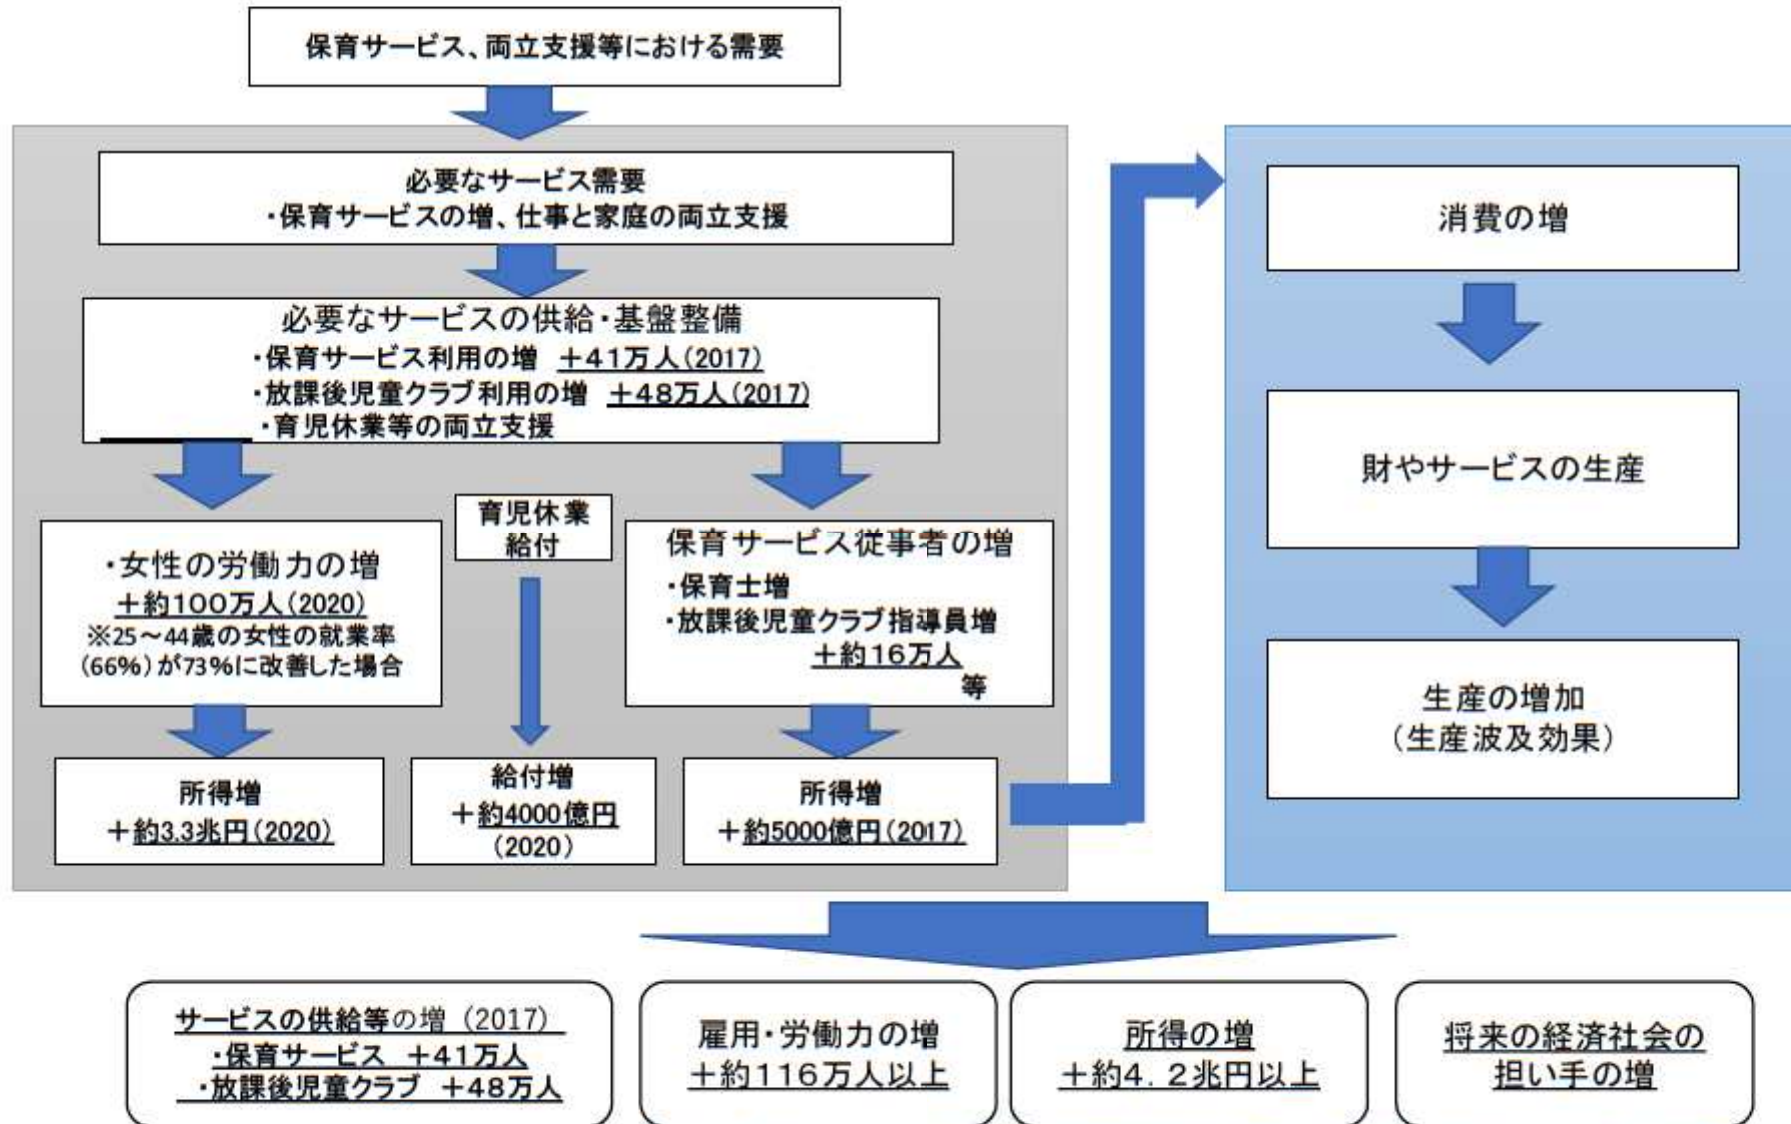 保育サービス、両立支援等における需要
必要なサービス需要
・保育サービスの増、仕事と家庭の両立支援
必要なサービスの供給・基盤整備
・保育サービス利用の増 ＋41万人(2017)
・放課後児童クラブ利用の増 ＋48万人(2017)
・育児休業等の両立支援
・女性の労働力の増
＋約100万人(2020)
※25～44歳の女性の就業率
(66%)が73%に改善した場合
育児休業
給付
保育サービス従事者の増
・保育士増
・放課後児童クラブ指導員増
＋約16万人
等
所得増
＋約3.3兆円(2020)
給付増
＋約4000億円
(2020)
所得増
＋約5000億円(2017)
消費の増
財やサービスの生産
生産の増加
(生産波及効果)
サービスの供給等の増 (2017)
・保育サービス ＋41万人
・放課後児童クラブ ＋48万人
雇用・労働力の増
＋約116万人以上
所得の増
＋約4．2兆円以上
将来の経済社会の
担い手の増